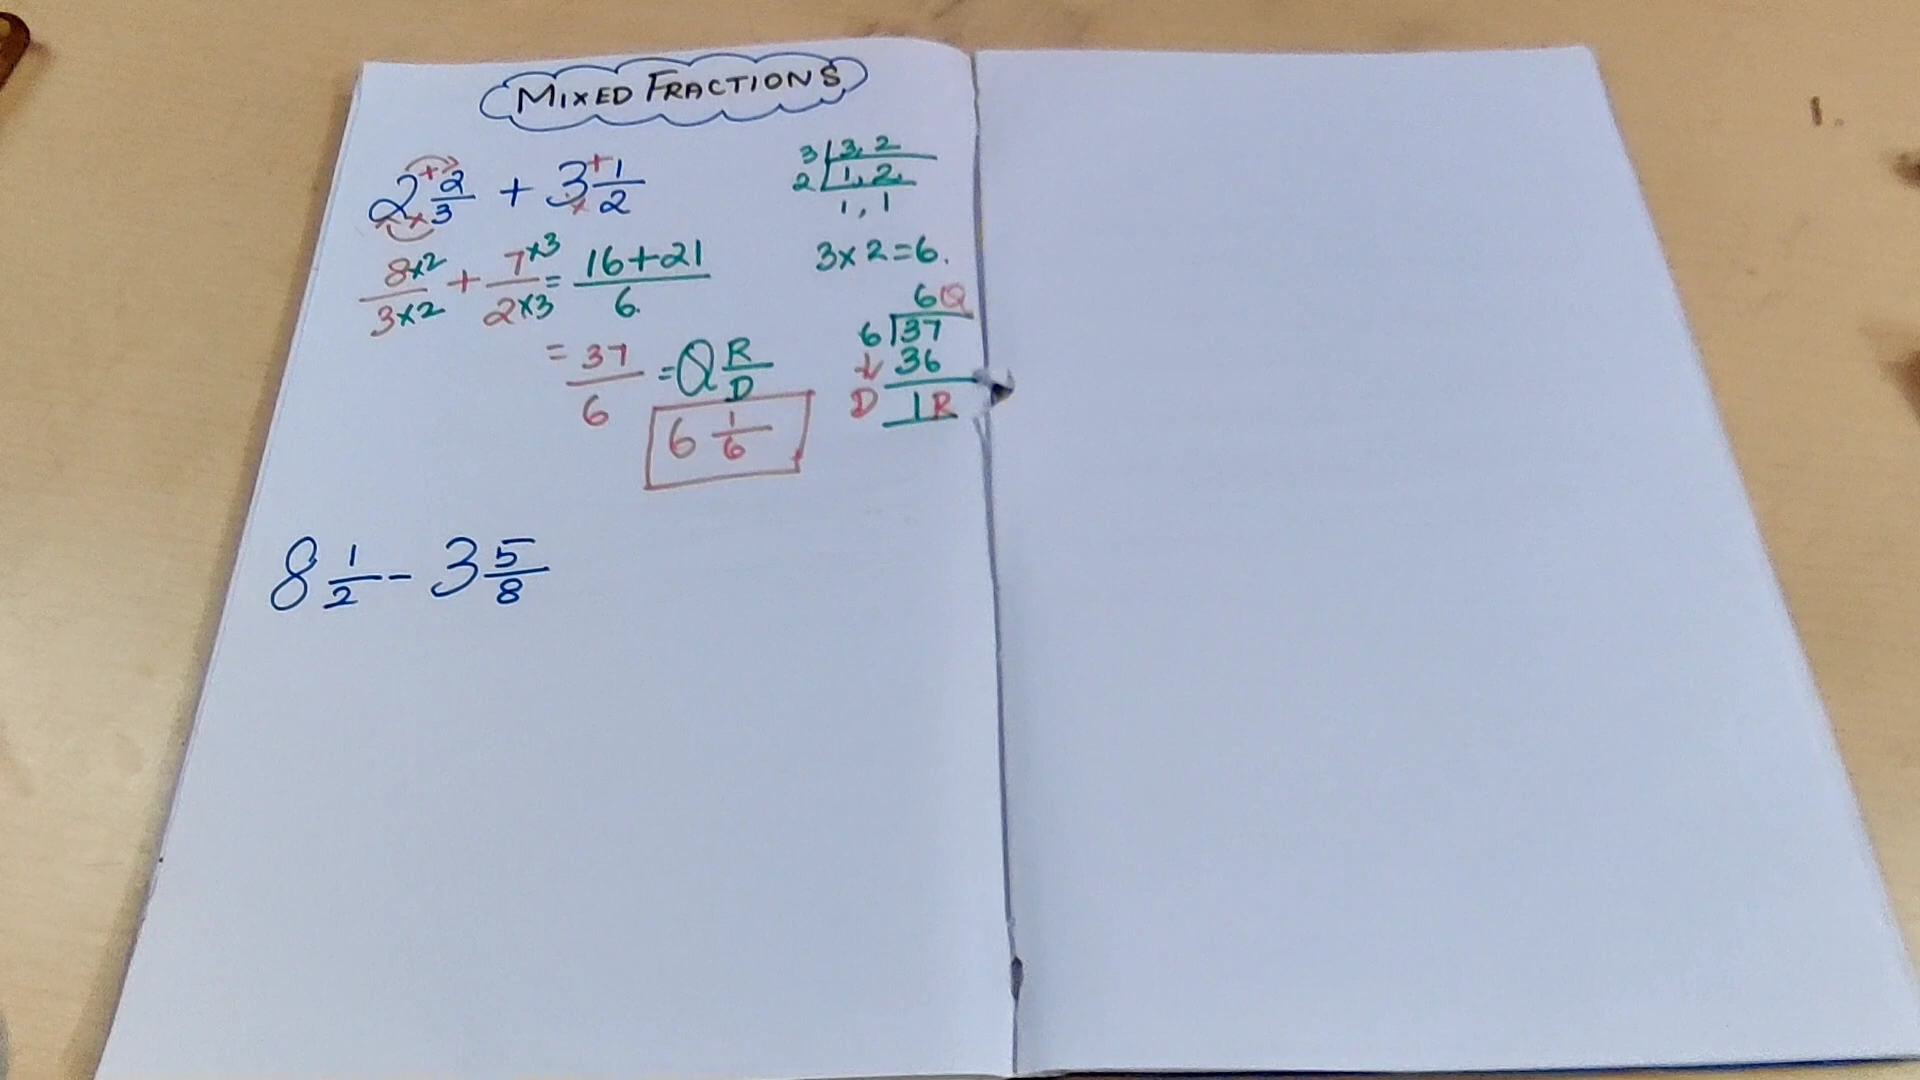 MIXED FRACTIONS
2 + 2/3 × + 3 + 1/2 ×
8×2/3×2 + 7×3/2×3 = 16+21/6.
= 37/6 = Q R/D
6 1/6
3 3, 2
2 1, 2,
1, 1
3×2=6.
6Q
6 37
36
D 1R
8 1/2 - 3 5/8
1.